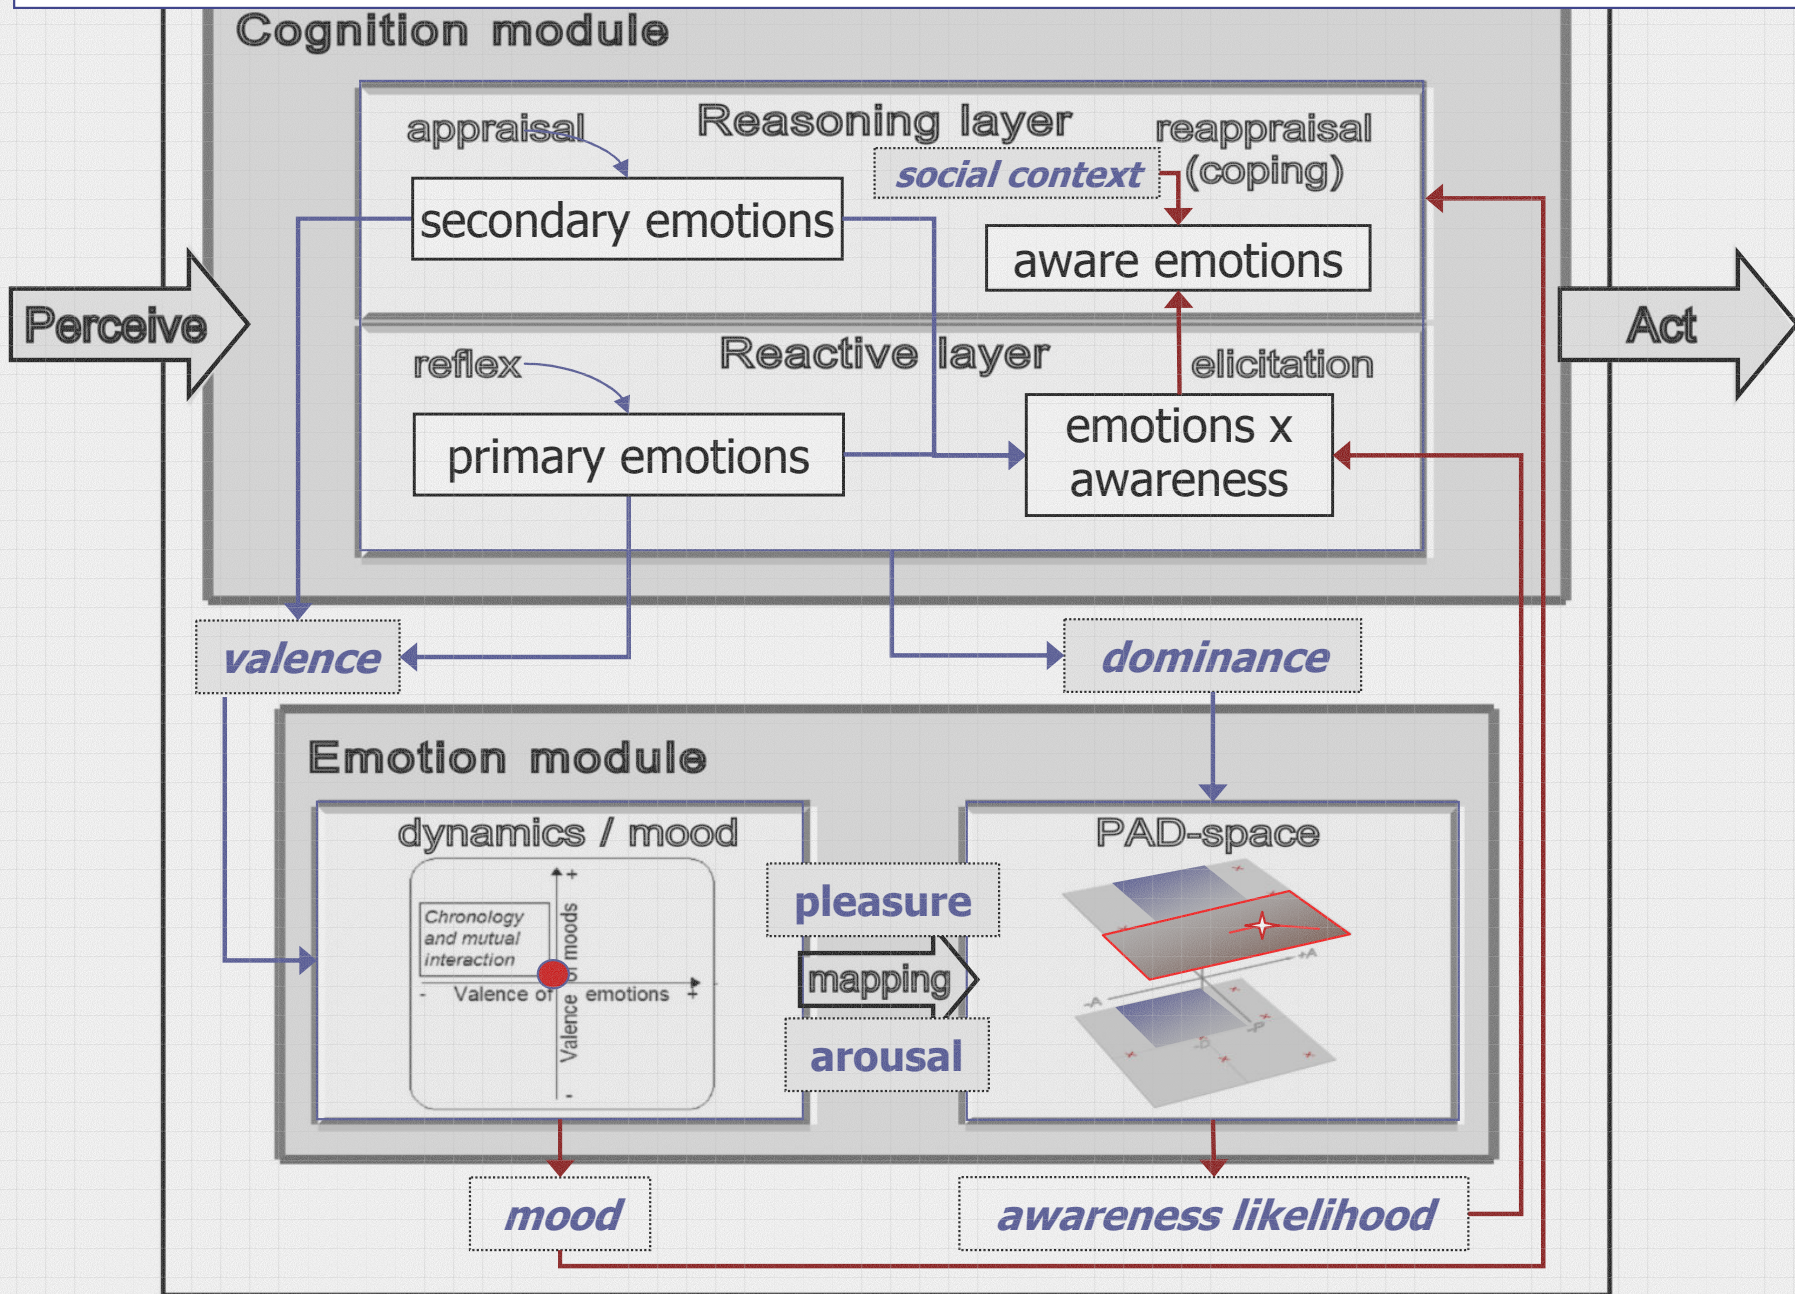 Cognition module
appraisal
Reasoning layer
reappraisal
(coping)
social context
secondary emotions
aware emotions
Perceive
Act
reflex
Reactive layer
elicitation
primary emotions
emotions x
awareness
valence
dominance
Emotion module
dynamics / mood
PAD-space
+
Chronology
and mutual
interaction
Valence of moods
- Valence of emotions +
-
pleasure
mapping
arousal
+A
-A
-P
-D
mood
awareness likelihood